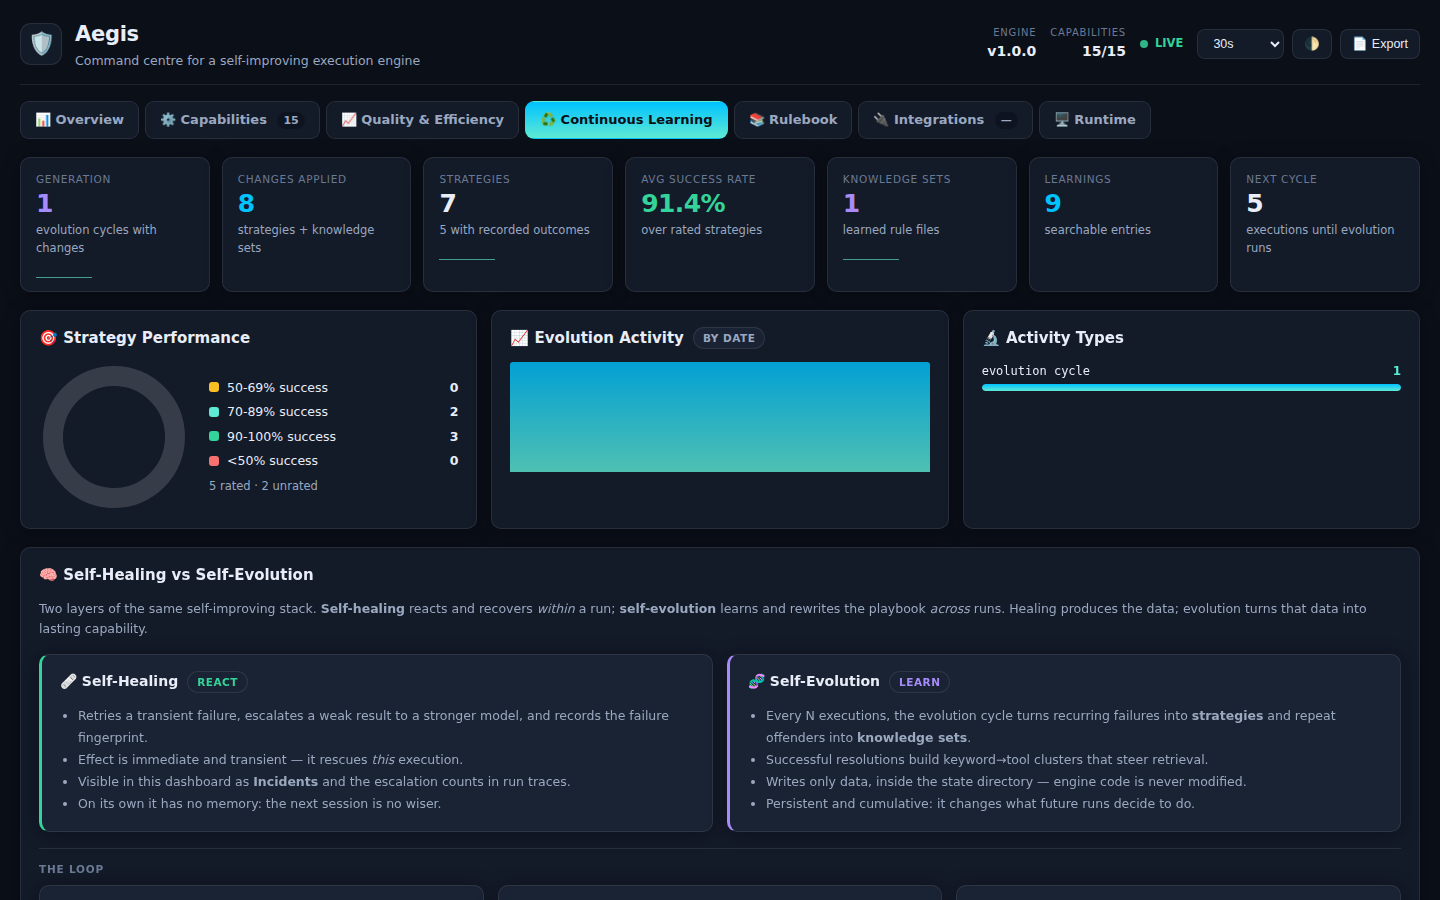 Aegis
Command centre for a self-improving execution engine
ENGINE
v1.0.0
CAPABILITIES
15/15
LIVE
30s
Export
Overview
Capabilities 15
Quality & Efficiency
Continuous Learning
Rulebook
Integrations —
Runtime
GENERATION
1
evolution cycles with
changes
CHANGES APPLIED
8
strategies + knowledge
sets
STRATEGIES
7
5 with recorded outcomes
AVG SUCCESS RATE
91.4%
over rated strategies
KNOWLEDGE SETS
1
learned rule files
LEARNINGS
9
searchable entries
NEXT CYCLE
5
executions until evolution
runs
Strategy Performance
50-69% success 0
70-89% success 2
90-100% success 3
<50% success 0
5 rated · 2 unrated
Evolution Activity BY DATE
Activity Types
evolution cycle 1
Self-Healing vs Self-Evolution
Two layers of the same self-improving stack. Self-healing reacts and recovers within a run; self-evolution learns and rewrites the playbook across runs. Healing produces the data; evolution turns that data into
lasting capability.
Self-Healing REACT
• Retries a transient failure, escalates a weak result to a stronger model, and records the failure
fingerprint.
• Effect is immediate and transient — it rescues this execution.
• Visible in this dashboard as Incidents and the escalation counts in run traces.
• On its own it has no memory: the next session is no wiser.
Self-Evolution LEARN
• Every N executions, the evolution cycle turns recurring failures into strategies and repeat
offenders into knowledge sets.
• Successful resolutions build keyword→tool clusters that steer retrieval.
• Writes only data, inside the state directory — engine code is never modified.
• Persistent and cumulative: it changes what future runs decide to do.
THE LOOP